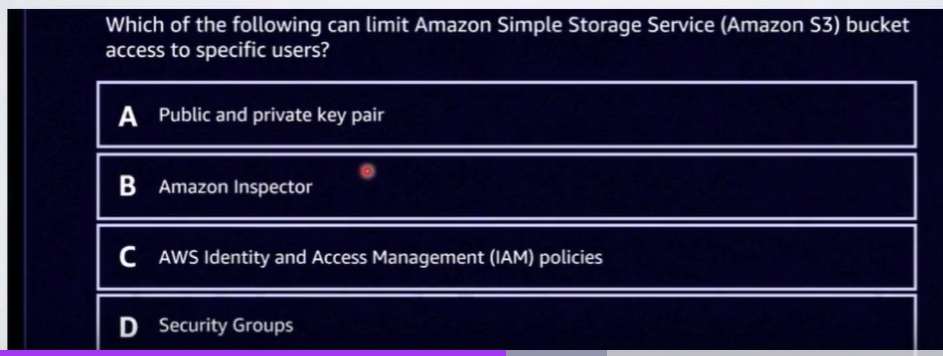 Which of the following can limit Amazon Simple Storage Service (Amazon S3) bucket
access to specific users?
A Public and private key pair
B Amazon Inspector
C AWS Identity and Access Management (IAM) policies
D Security Groups